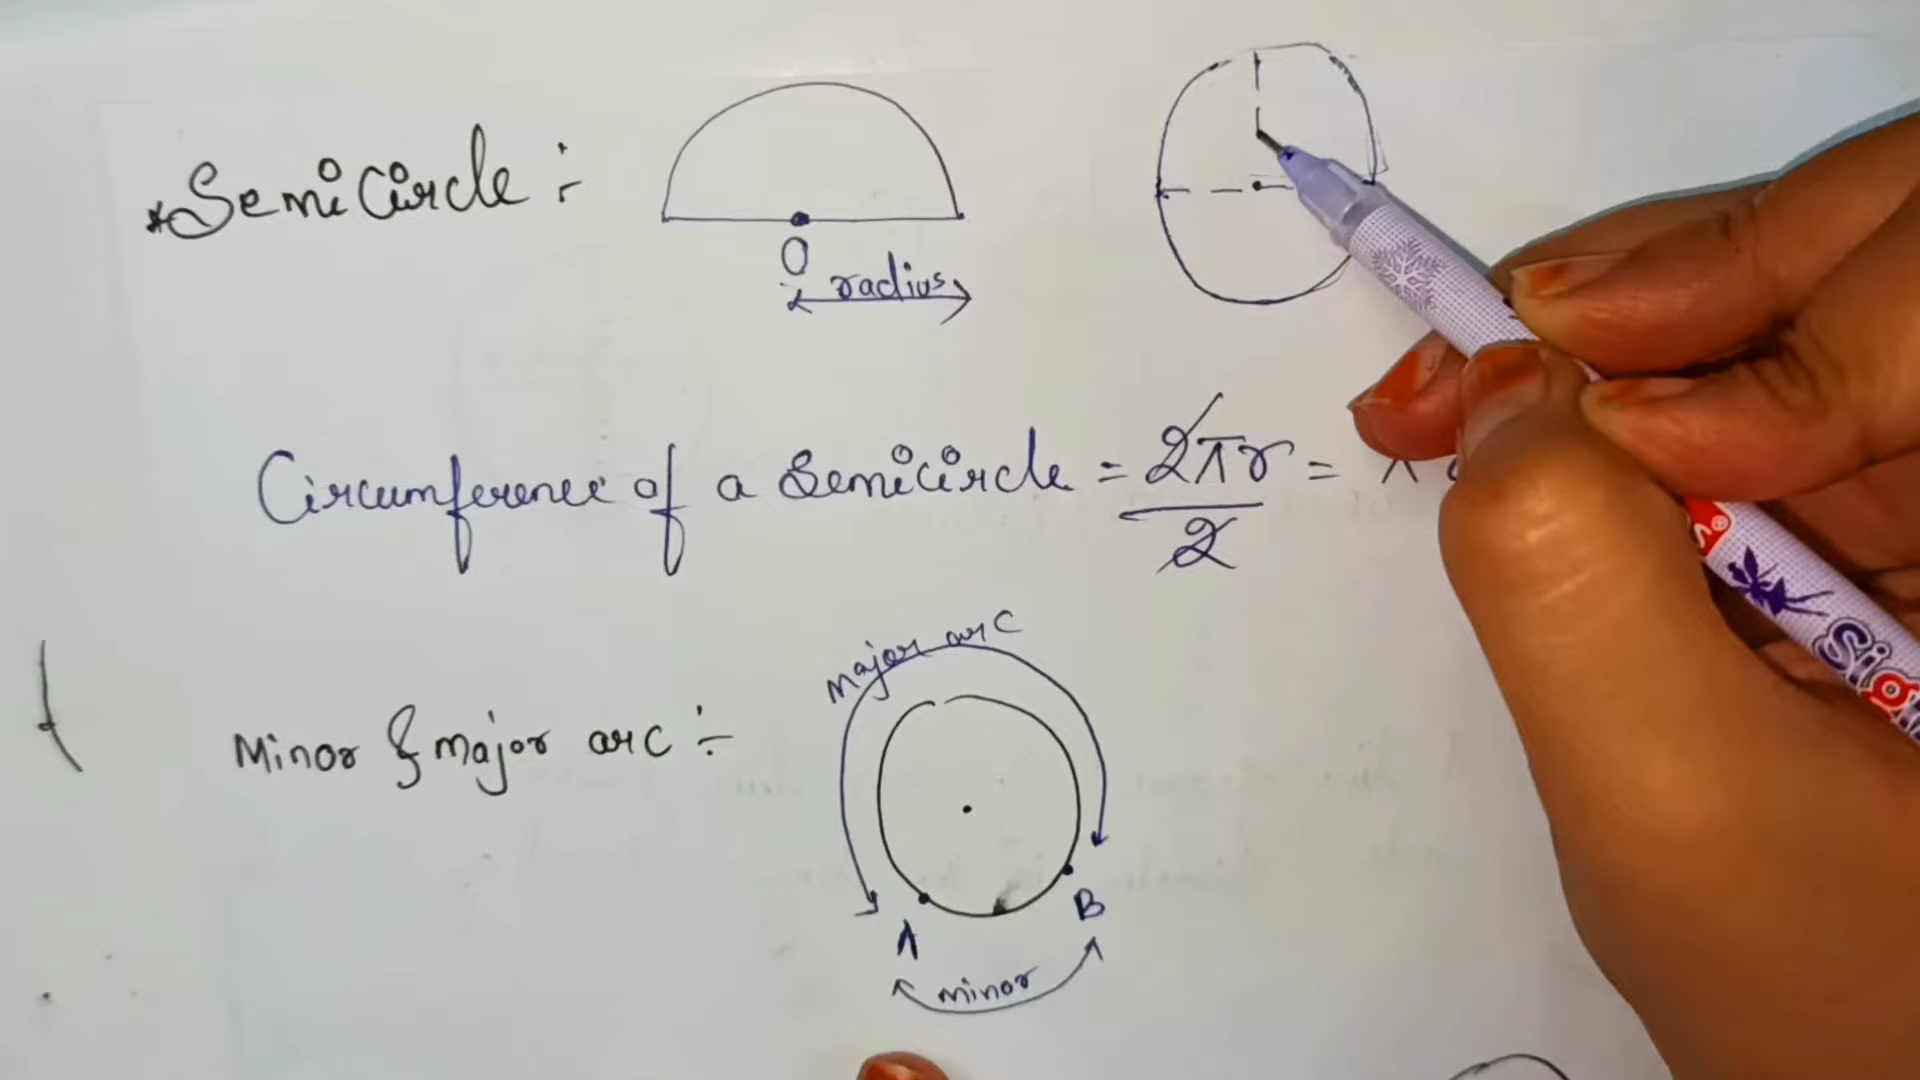 *Semicircle :-
O
radius
Circumference of a Semicircle = 2πr/2 = π
major arc
Minor & major arc :-
A
B
minor